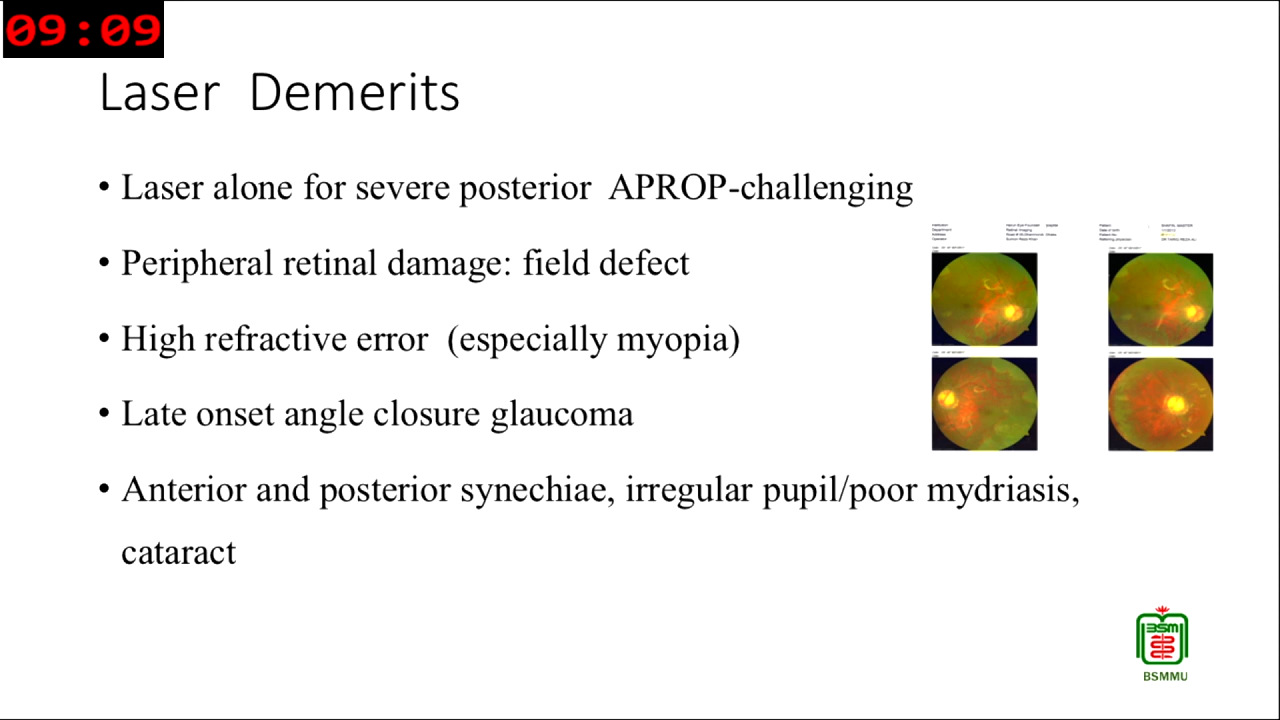 09:09
Laser Demerits
• Laser alone for severe posterior APROP-challenging
• Peripheral retinal damage: field defect
• High refractive error (especially myopia)
• Late onset angle closure glaucoma
• Anterior and posterior synechiae, irregular pupil/poor mydriasis,
cataract
BSM
BSMMU